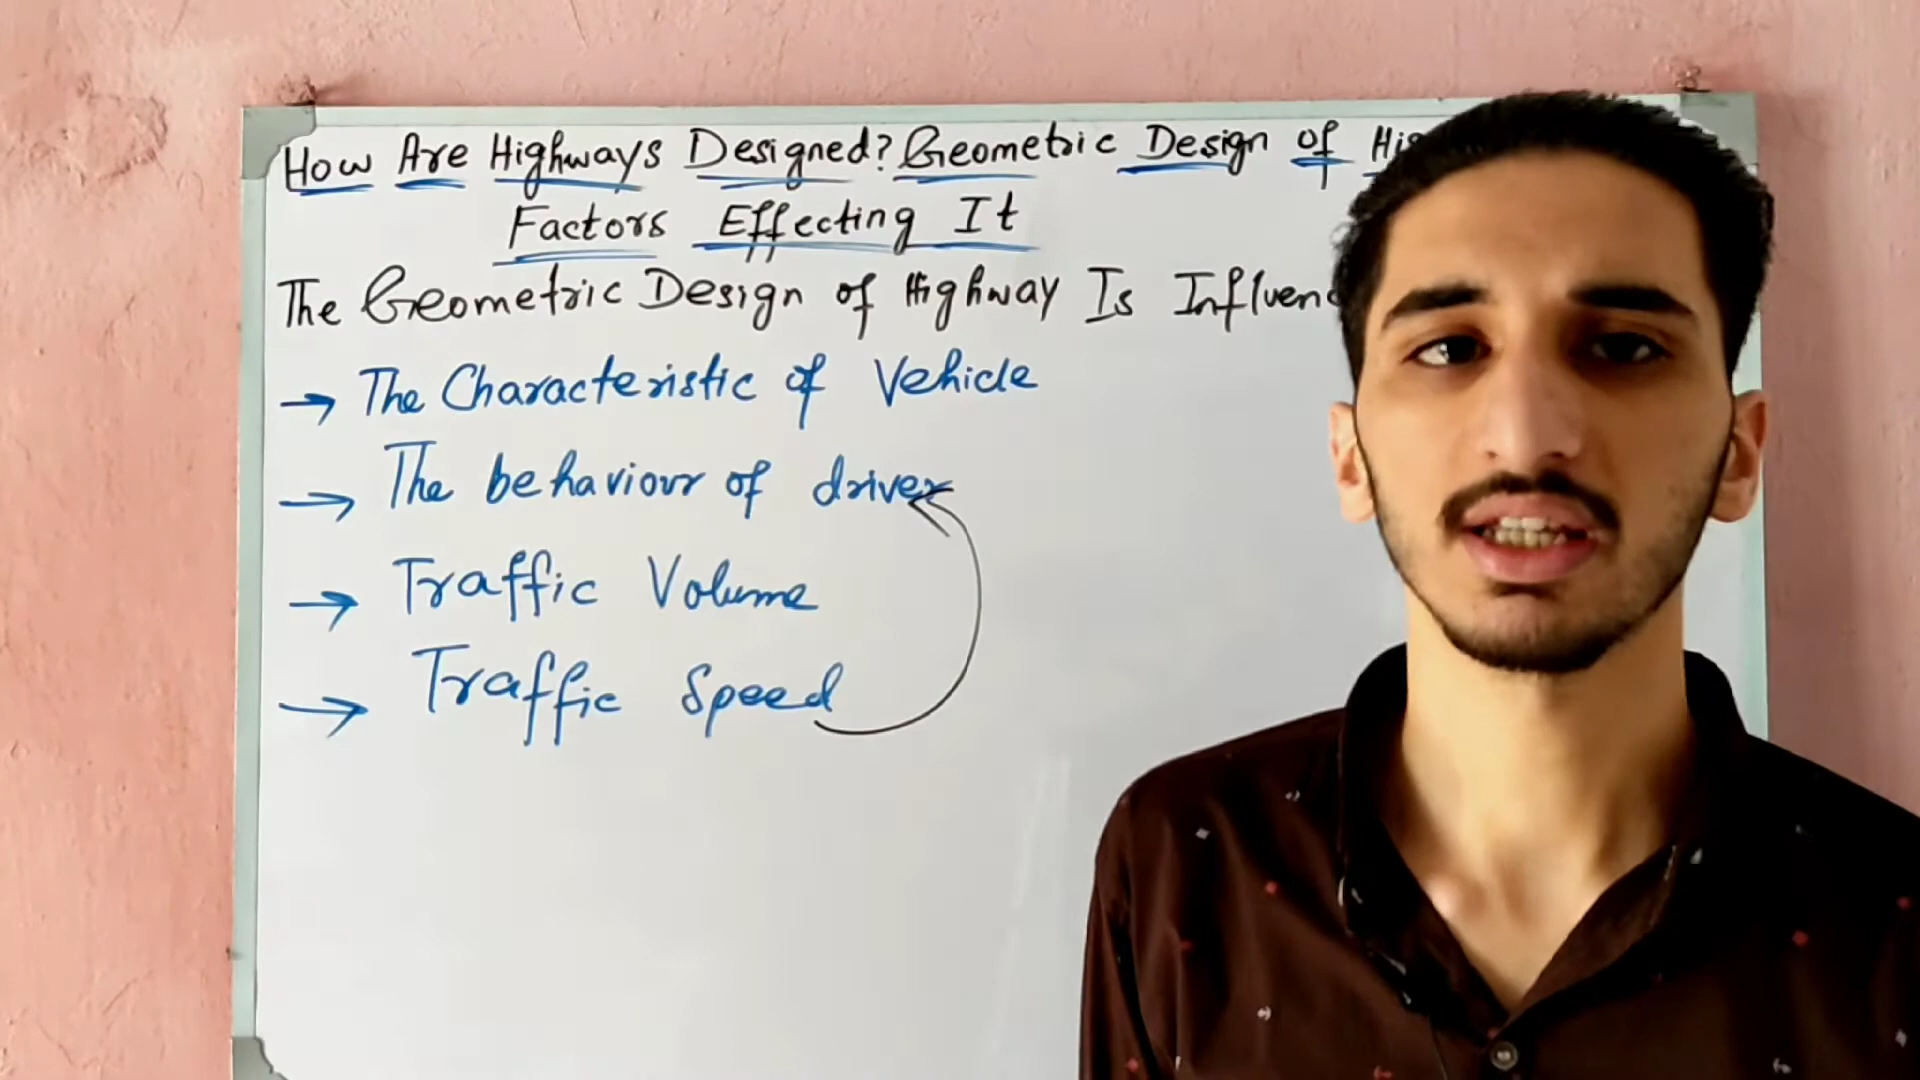 How Are Highways Designed? Geometric Design of
Factors Effecting It
The Geometric Design of Highway Is
→ The Characteristic of Vehicle
→ The behaviour of driver
→ Traffic Volume
→ Traffic Speed